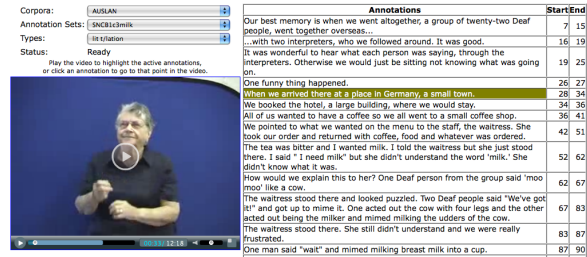 Corpora: AUSLAN
Annotation Sets: SNCB1c3milk
Types: lit t/lation
Status: Ready
Play the video to highlight the active annotations,
or click an annotation to go to that point in the video.
00:33/ 12:18
Annotations Start End
Our best memory is when we went altogether, a group of twenty-two Deaf
people, went together overseas... 7 15
...with two interpreters, who we followed around. It was good. 16 19
It was wonderful to hear what each person was saying, through the
interpreters. Otherwise we would just be sitting not knowing what was going
on. 19 25
One funny thing happened. 26 27
When we arrived there at a place in Germany, a small town. 28 34
We booked the hotel, a large building, where we would stay. 34 36
All of us wanted to have a coffee so we all went to a small coffee shop. 36 41
We pointed to what we wanted on the menu to the staff, the waitress. She
took our order and returned with coffee, food and whatever was ordered. 42 51
The tea was bitter and I wanted milk. I told the waitress but she just stood
there. I said " I need milk" but she didn't understand the word 'milk.' She
didn't know what it was. 52 62
How would we explain this to her? One Deaf person from the group said 'moo
moo' like a cow. 62 67
The waitress stood there and looked puzzled. Two Deaf people said "We've got
it!" and got up to mime it. One acted out the cow with four legs and the other
acted out being the milker and mimed milking the udders of the cow. 67 83
The waitress stood there. She still didn't understand and we were really
frustrated. 83 87
One man said "wait" and mimed milking breast milk into a cup. 87 90